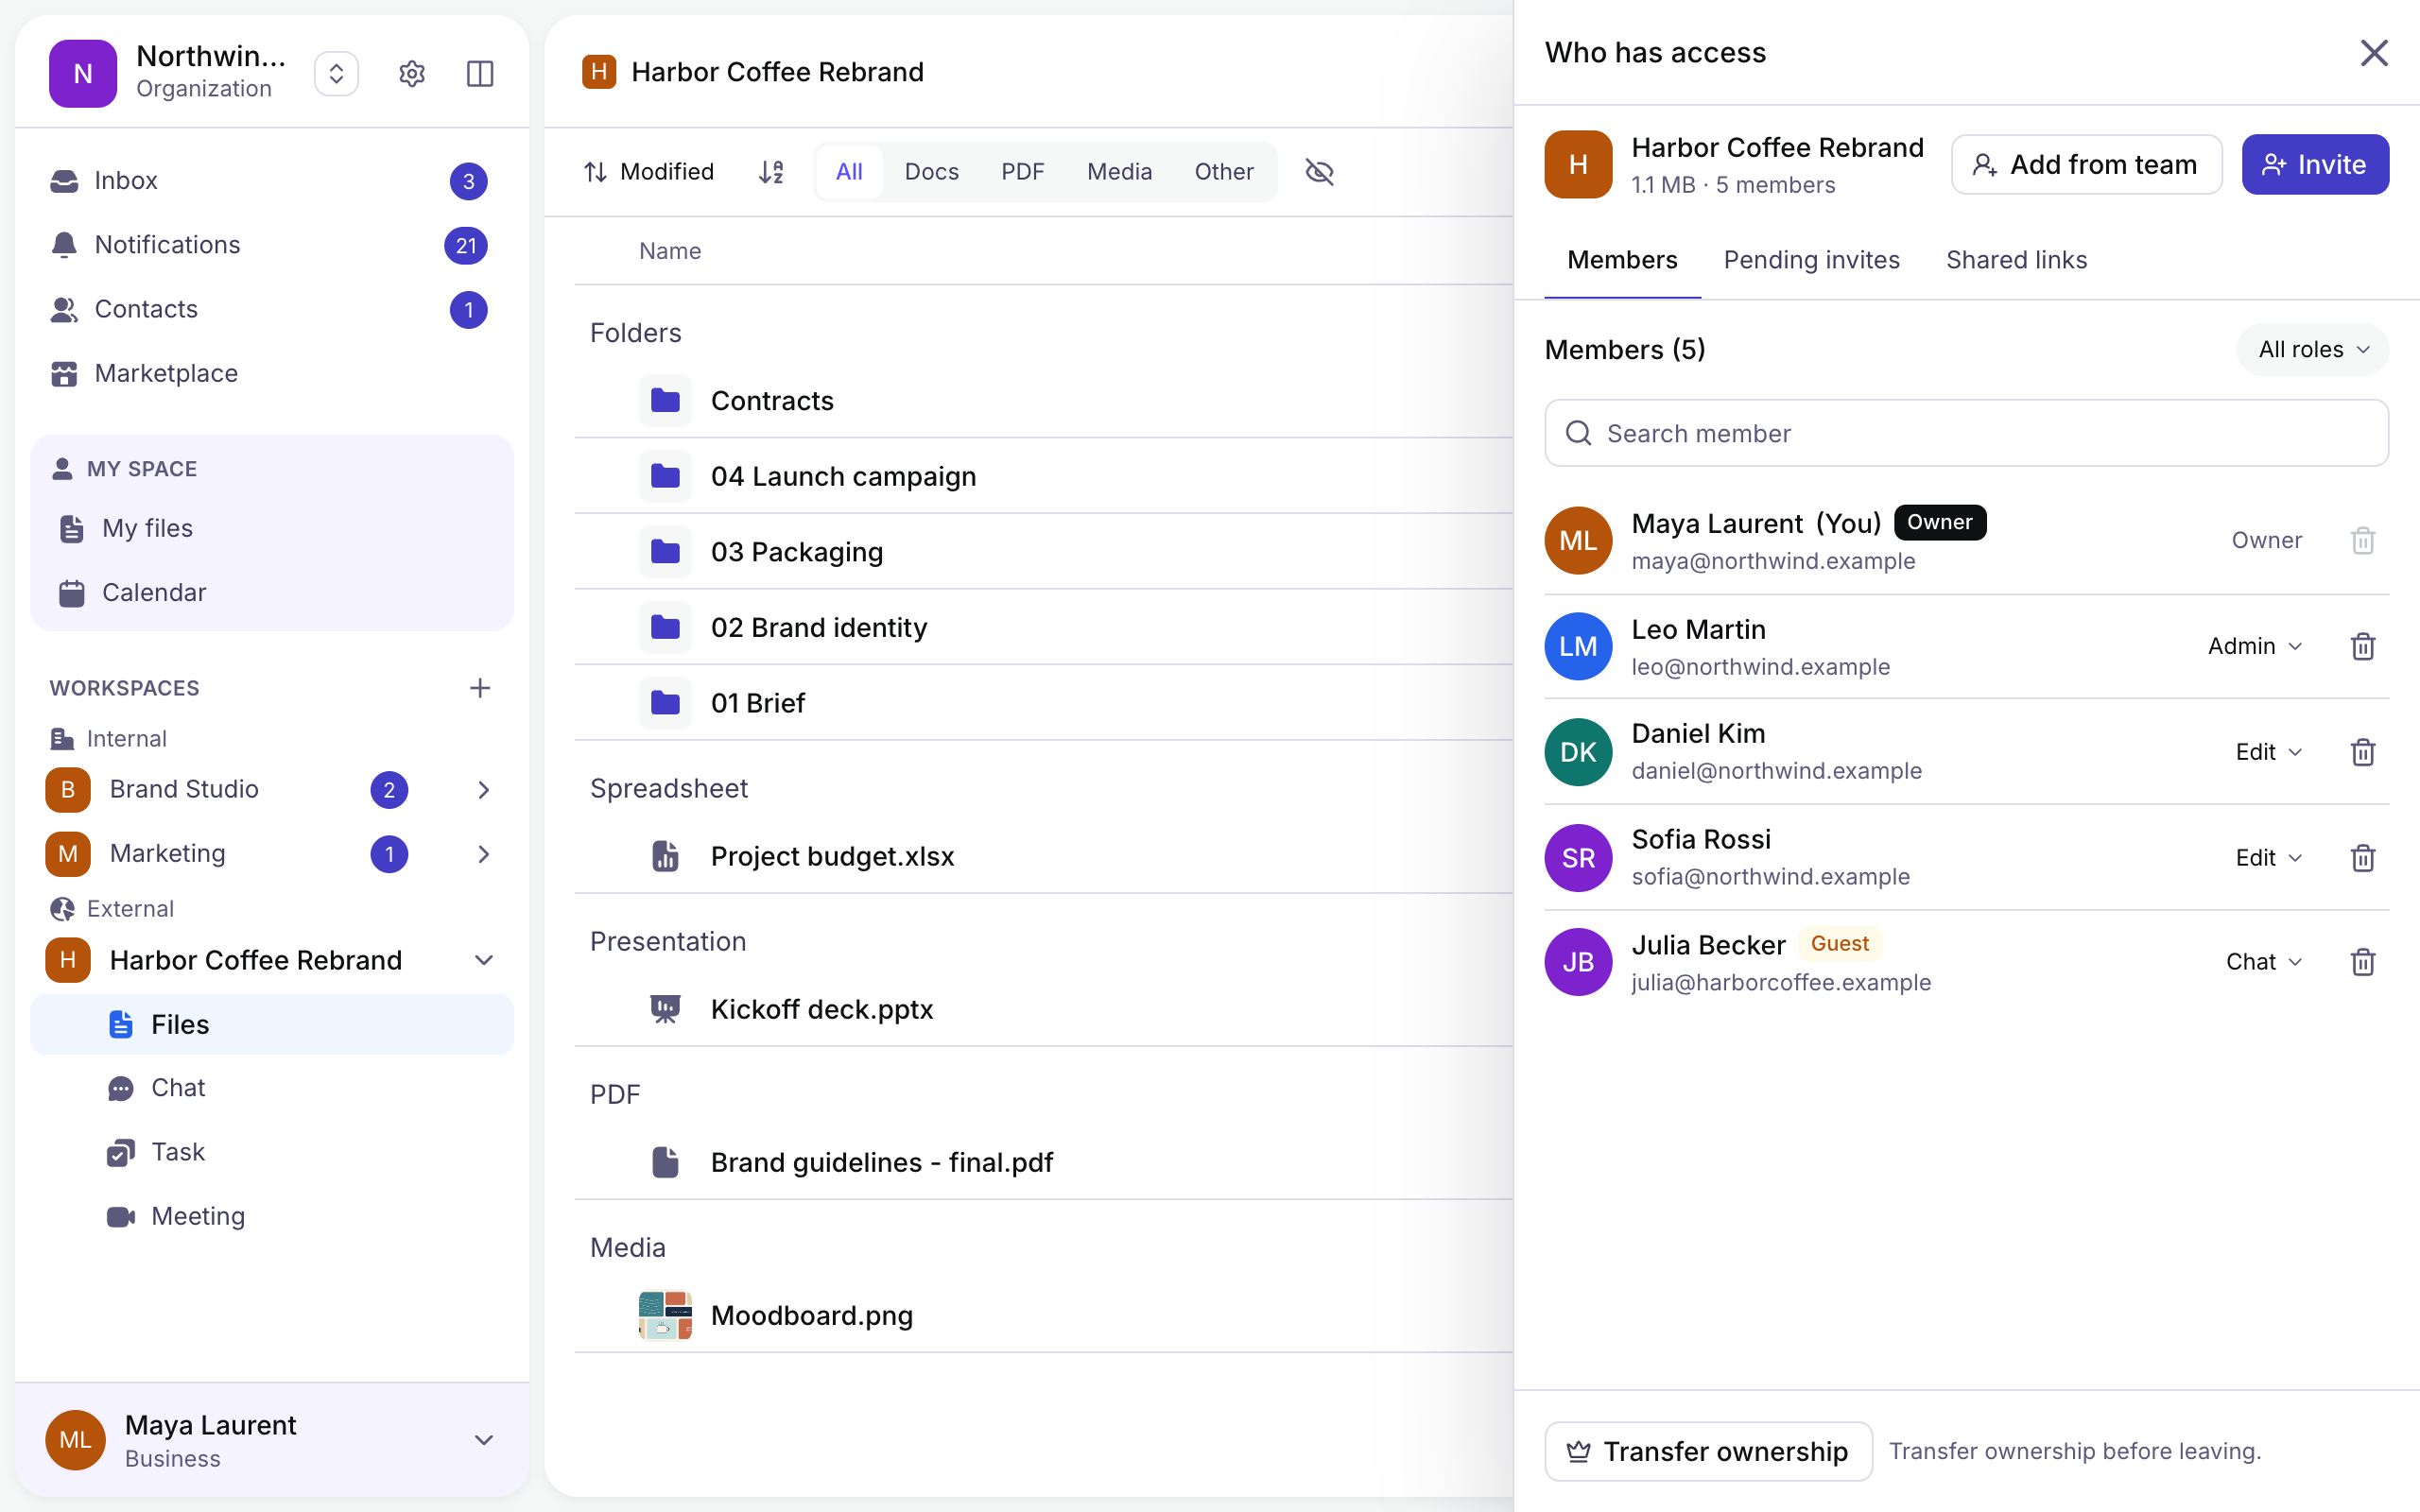 N
Northwin...
Organization
Inbox
3
Notifications
21
Contacts
1
Marketplace
MY SPACE
My files
Calendar
WORKSPACES
Internal
B
Brand Studio
2
M
Marketing
1
External
H
Harbor Coffee Rebrand
Files
Chat
Task
Meeting
ML
Maya Laurent
Business
H
Harbor Coffee Rebrand
Modified
All
Docs
PDF
Media
Other
Name
Folders
Contracts
04 Launch campaign
03 Packaging
02 Brand identity
01 Brief
Spreadsheet
Project budget.xlsx
Presentation
Kickoff deck.pptx
PDF
Brand guidelines - final.pdf
Media
Moodboard.png
Who has access
H
Harbor Coffee Rebrand
1.1 MB · 5 members
Add from team
Invite
Members
Pending invites
Shared links
Members (5)
All roles
Search member
ML
Maya Laurent (You)
Owner
maya@northwind.example
Owner
LM
Leo Martin
leo@northwind.example
Admin
DK
Daniel Kim
daniel@northwind.example
Edit
SR
Sofia Rossi
sofia@northwind.example
Edit
JB
Julia Becker
Guest
julia@harborcoffee.example
Chat
Transfer ownership
Transfer ownership before leaving.